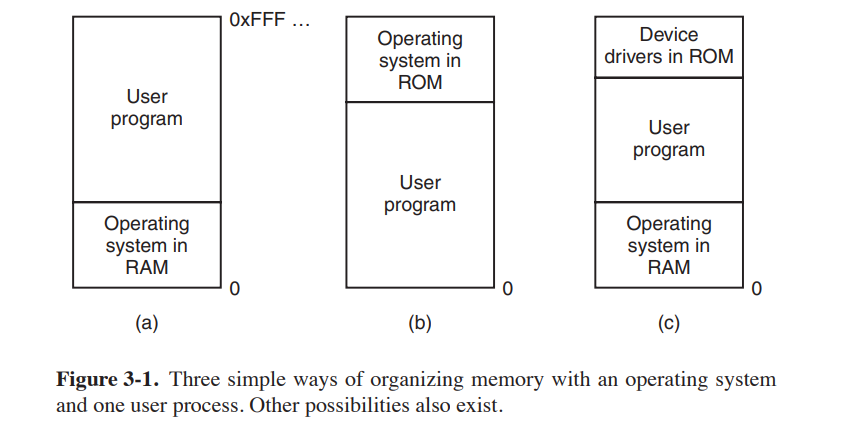 0xFFF …
User
program
Operating
system in
RAM
0
(a)
Operating
system in
ROM
User
program
0
(b)
Device
drivers in ROM
User
program
Operating
system in
RAM
0
(c)
Figure 3-1. Three simple ways of organizing memory with an operating system
and one user process. Other possibilities also exist.